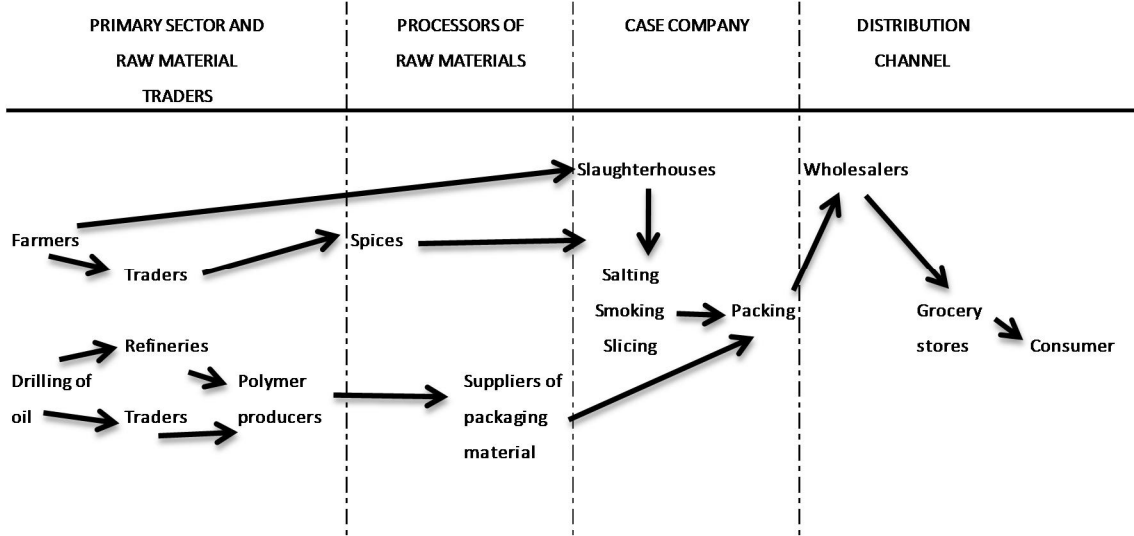 PRIMARY SECTOR AND
RAW MATERIAL
TRADERS
PROCESSORS OF
RAW MATERIALS
CASE COMPANY
DISTRIBUTION
CHANNEL
Slaughterhouses
Wholesalers
Farmers
Spices
Traders
Salting
Smoking
Slicing
Packing
Grocery
stores
Consumer
Refineries
Drilling of
oil
Traders
Polymer
producers
Suppliers of
packaging
material